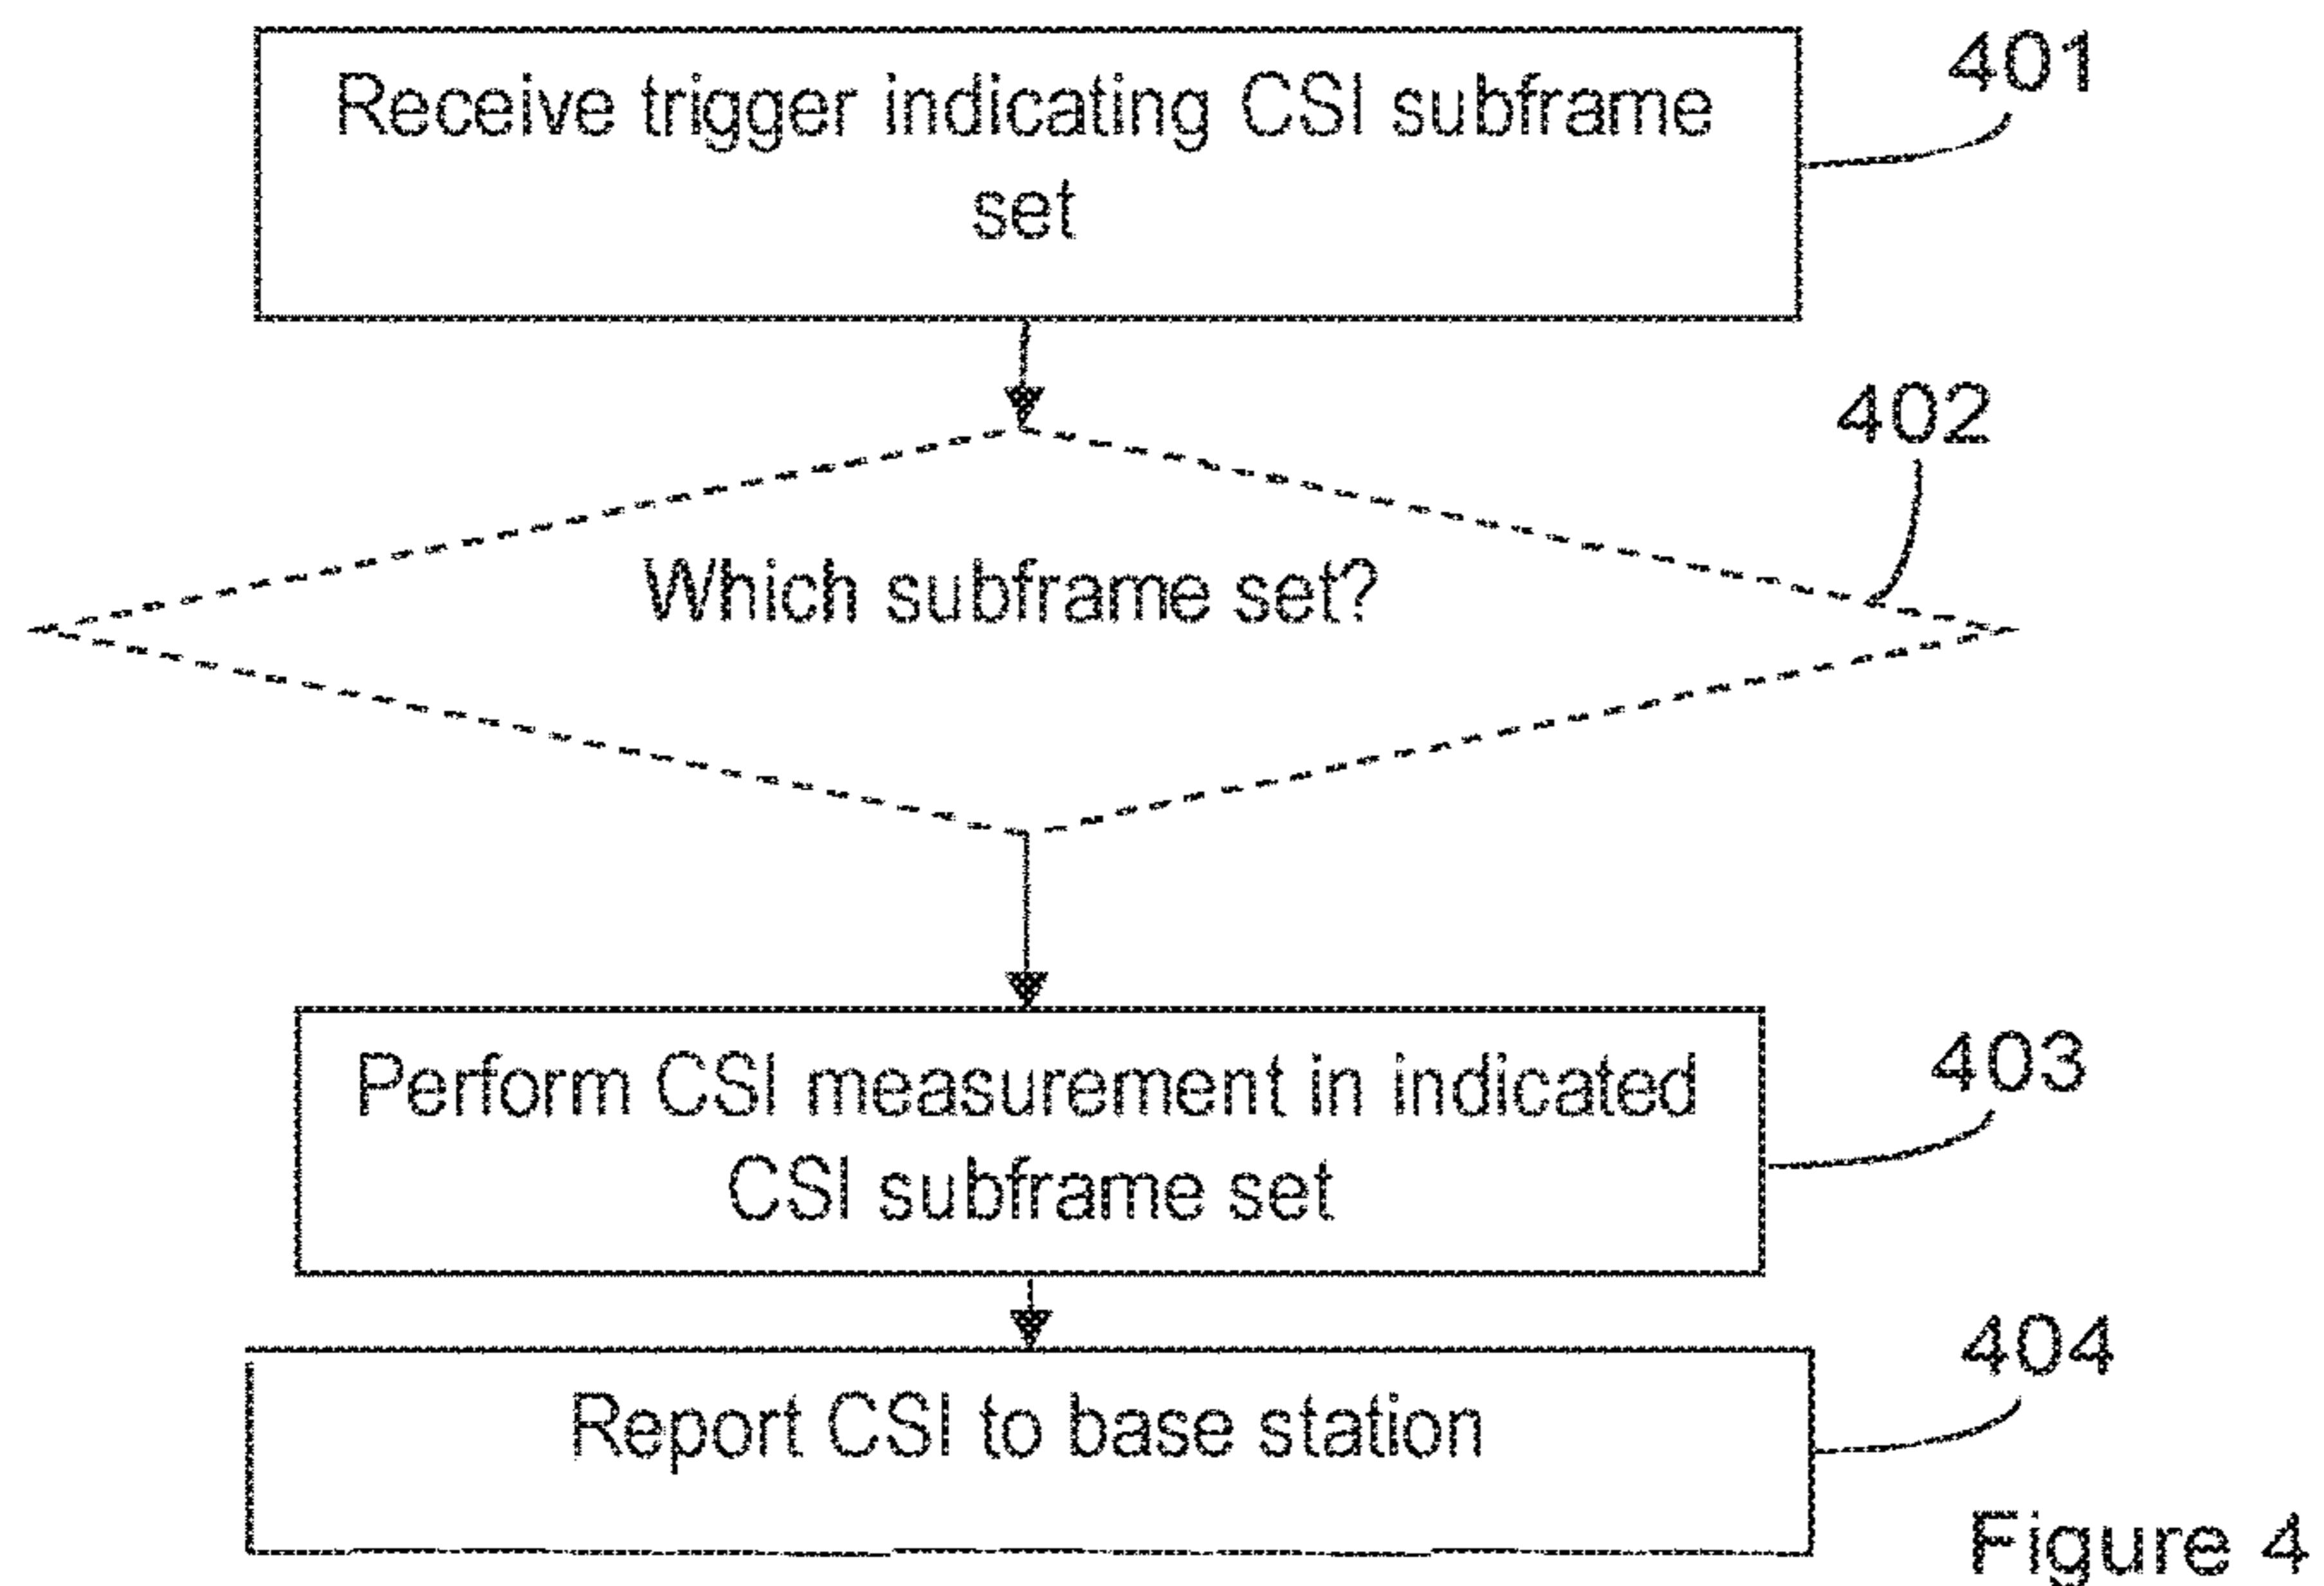 Receive trigger indicating CSI subframe
set
401
402
Which subframe set?
Perform CSI measurement in indicated
CSI subframe set
403
Report CSI to base station
404
Figure 4